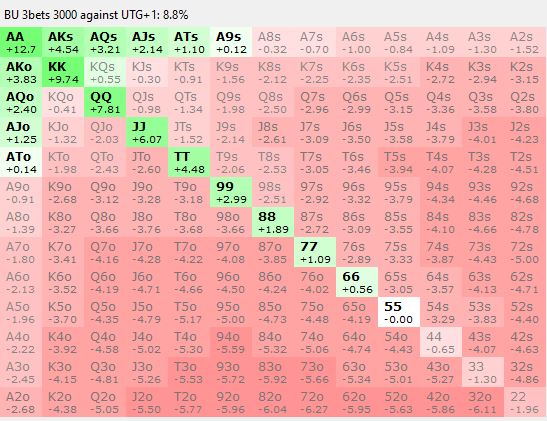 BU 3bets 3000 against UTG+1: 8.8%
AA AKs AQs AJs ATs A9s A8s A7s A6s A5s A4s A3s A2s
+12.7 +4.54 +3.21 +2.14 +1.10 +0.12 -0.32 -0.70 -1.00 -0.84 -1.09 -1.30 -1.52
AKo KK KQs KJs KTs K9s K8s K7s K6s K5s K4s K3s K2s
+3.83 +9.74 +0.55 -0.30 -0.91 -1.56 -2.12 -2.25 -2.35 -2.51 -2.72 -2.94 -3.15
AQo KQo QQ QJs QTs Q9s Q8s Q7s Q6s Q5s Q4s Q3s Q2s
+2.40 -0.41 +7.81 -0.98 -1.34 -1.98 -2.50 -2.96 -2.99 -3.15 -3.36 -3.58 -3.80
AJo KJo QJo JJ JTs J9s J8s J7s J6s J5s J4s J3s J2s
+1.25 -1.32 -2.03 +6.07 -1.52 -2.14 -2.61 -3.09 -3.50 -3.58 -3.79 -4.01 -4.23
ATo KTo QTo JTo TT T9s T8s T7s T6s T5s T4s T3s T2s
+0.14 -1.98 -2.43 -2.60 +4.48 -2.06 -2.53 -3.05 -3.46 -3.94 -4.07 -4.28 -4.51
A9o K9o Q9o J9o T9o 99 98s 97s 96s 95s 94s 93s 92s
-0.91 -2.68 -3.12 -3.28 -3.18 +2.99 -2.51 -2.92 -3.32 -3.79 -4.34 -4.46 -4.68
A8o K8o Q8o J8o T8o 98o 88 87s 86s 85s 84s 83s 82s
-1.39 -3.27 -3.66 -3.76 -3.68 -3.66 +1.89 -2.72 -3.09 -3.55 -4.10 -4.66 -4.78
A7o K7o Q7o J7o T7o 97o 87o 77 76s 75s 74s 73s 72s
-1.80 -3.41 -4.16 -4.28 -4.22 -4.08 -3.85 +1.09 -2.89 -3.33 -3.87 -4.43 -5.00
A6o K6o Q6o J6o T6o 96o 86o 76o 66 65s 64s 63s 62s
-2.13 -3.52 -4.19 -4.71 -4.66 -4.50 -4.24 -4.02 +0.56 -3.05 -3.57 -4.13 -4.71
A5o K5o Q5o J5o T5o 95o 85o 75o 65o 55 54s 53s 52s
-1.96 -3.70 -4.35 -4.79 -5.17 -5.00 -4.73 -4.48 -4.19 -0.00 -3.29 -3.83 -4.40
A4o K4o Q4o J4o T4o 94o 84o 74o 64o 54o 44 43s 42s
-2.22 -3.92 -4.58 -5.02 -5.30 -5.59 -5.32 -5.06 -4.74 -4.43 -0.65 -4.07 -4.63
A3o K3o Q3o J3o T3o 93o 83o 73o 63o 53o 43o 33 32s
-2.45 -4.15 -4.81 -5.26 -5.53 -5.72 -5.92 -5.66 -5.34 -5.01 -5.27 -1.30 -4.86
A2o K2o Q2o J2o T2o 92o 82o 72o 62o 52o 42o 32o 22
-2.68 -4.38 -5.05 -5.50 -5.77 -5.96 -6.04 -6.27 -5.95 -5.63 -5.86 -6.11 -1.96